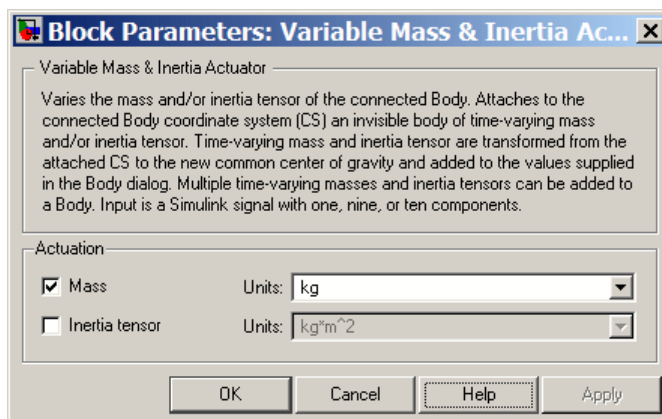 Block Parameters: Variable Mass & Inertia Ac...
Variable Mass & Inertia Actuator
Varies the mass and/or inertia tensor of the connected Body. Attaches to the
connected Body coordinate system (CS) an invisible body of time-varying mass
and/or inertia tensor. Time-varying mass and inertia tensor are transformed from the
attached CS to the new common center of gravity and added to the values supplied
in the Body dialog. Multiple time-varying masses and inertia tensors can be added to
a Body. Input is a Simulink signal with one, nine, or ten components.
Actuation
Mass Units: kg
Inertia tensor Units: kg*m^2
OK Cancel Help Apply